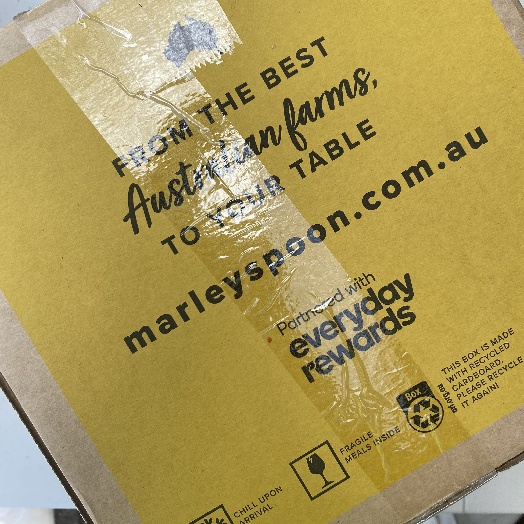 FROM THE BEST
Australian farms,
TO YOUR TABLE
marleyspoon.com.au
Partnered with
everyday
rewards
THIS BOX IS MADE
WITH RECYCLED
CARDBOARD.
PLEASE RECYCLE
IT AGAIN!
Box
FRAGILE
MEALS INSIDE
CHILL UPON
ARRIVAL